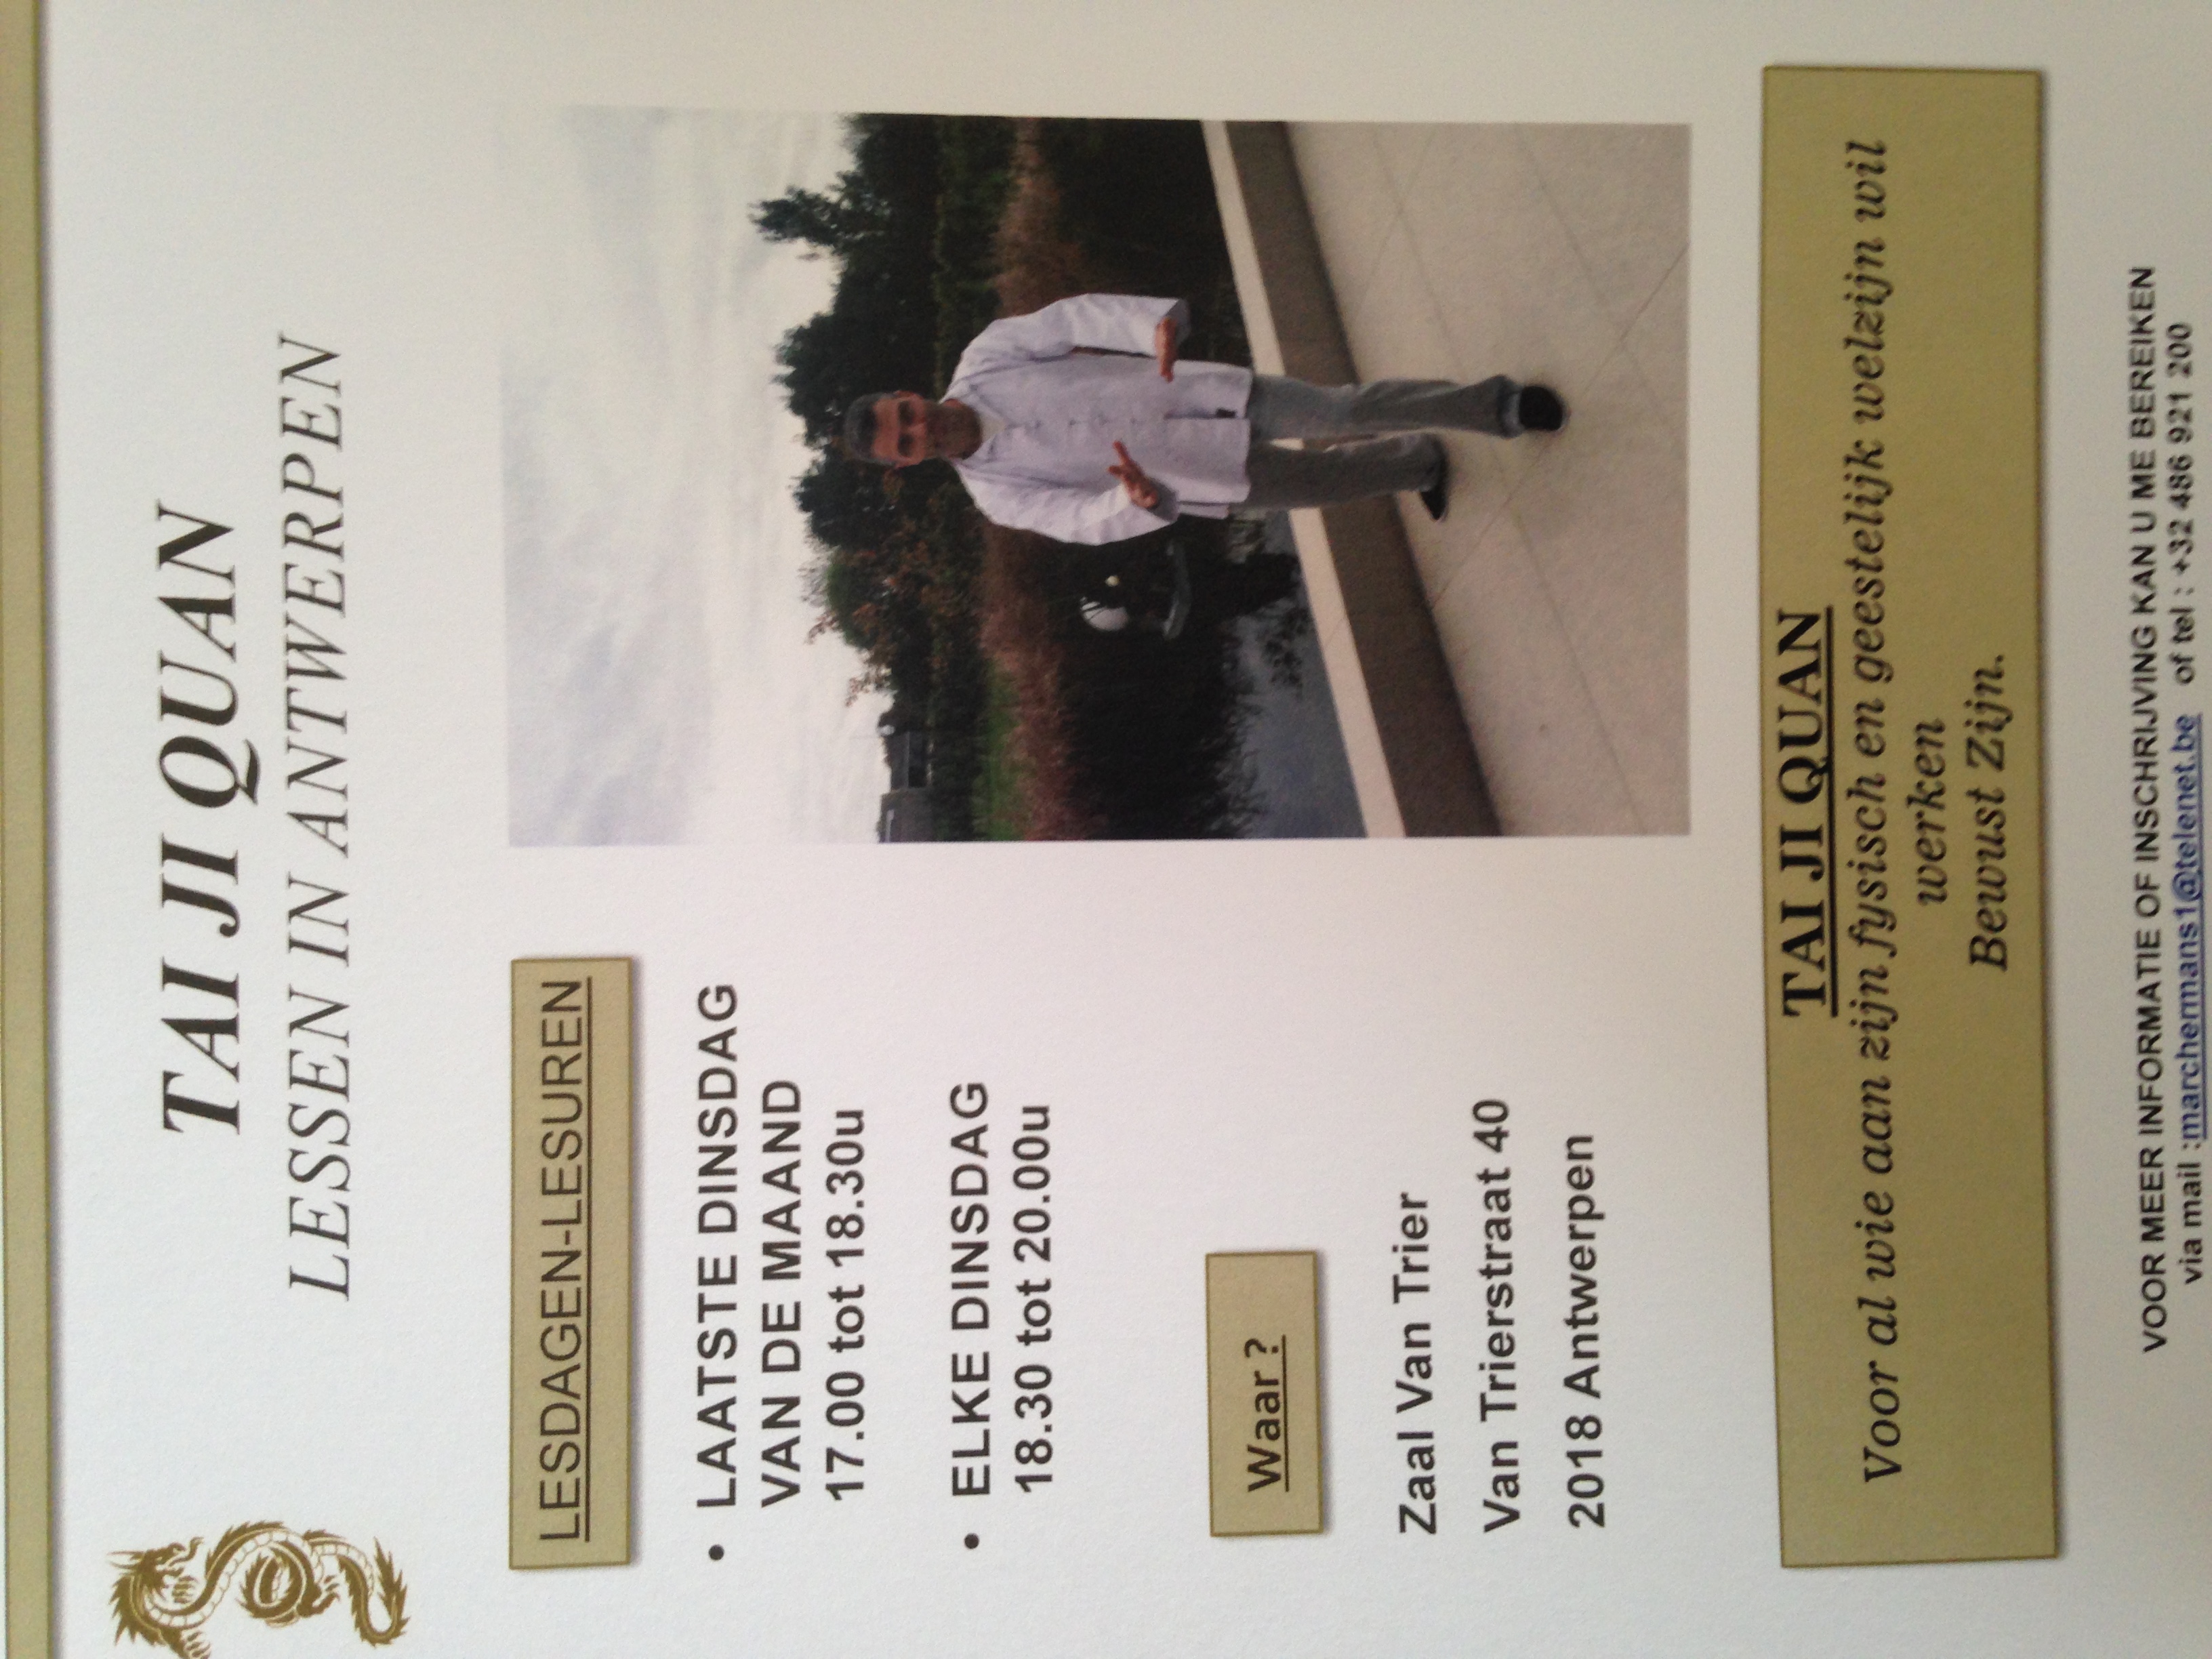 TAI JI QUAN
LESSEN IN ANTWERPEN
LESDAGEN-LESUREN
• LAATSTE DINSDAG
VAN DE MAAND
17.00 tot 18.30u
• ELKE DINSDAG
18.30 tot 20.00u
Waar ?
Zaal Van Trier
Van Trierstraat 40
2018 Antwerpen
TAI JI QUAN
Voor al wie aan zijn fysisch en geestelijk welzijn wil
werken
Bewust Zijn.
VOOR MEER INFORMATIE OF INSCHRIJVING KAN U ME BEREIKEN
via mail :marchermans1@telenet.be of tel : +32 486 921 200